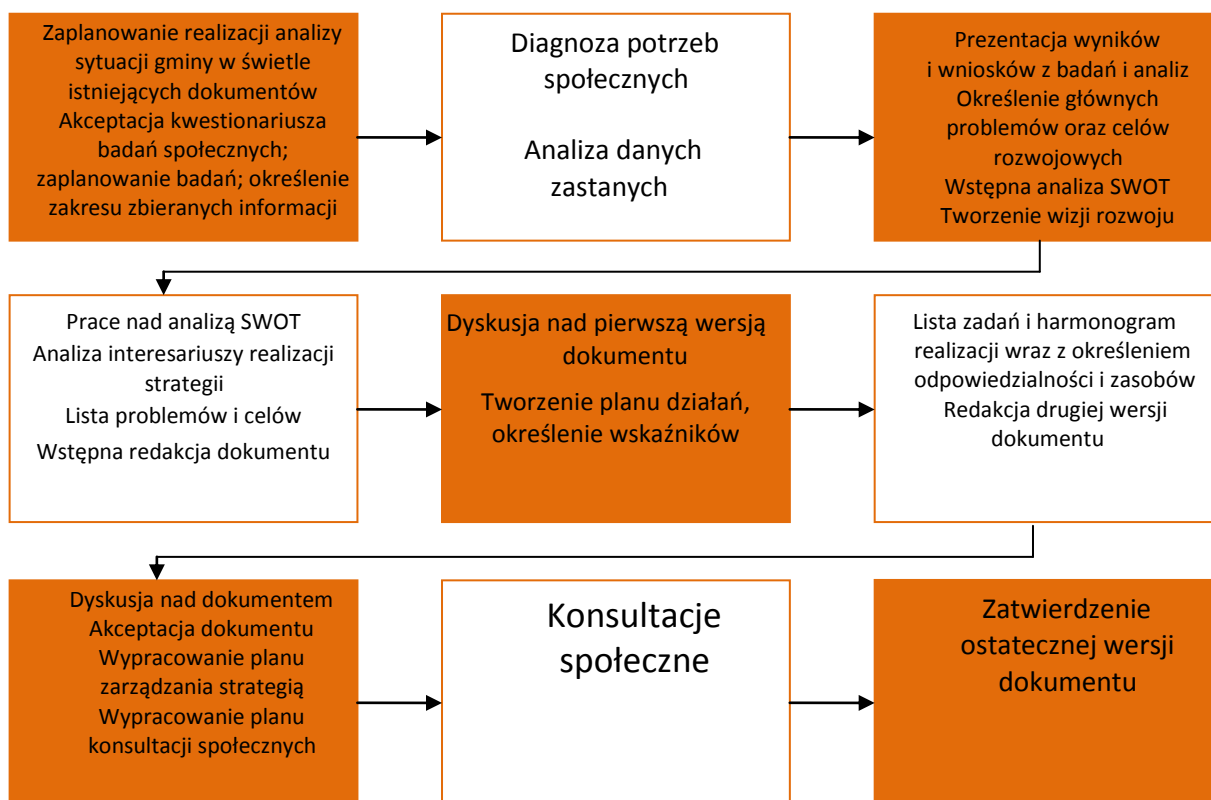 Zaplanowanie realizacji analizy
sytuacji gminy w świetle
istniejących dokumentów
Akceptacja kwestionariusza
badań społecznych;
zaplanowanie badań; określenie
zakresu zbieranych informacji
Diagnoza potrzeb
społecznych
Analiza danych
zastanych
Prezentacja wyników
i wniosków z badań i analiz
Określenie głównych
problemów oraz celów
rozwojowych
Wstępna analiza SWOT
Tworzenie wizji rozwoju
Prace nad analizą SWOT
Analiza interesariuszy realizacji
strategii
Lista problemów i celów
Wstępna redakcja dokumentu
Dyskusja nad pierwszą wersją
dokumentu
Tworzenie planu działań,
określenie wskaźników
Lista zadań i harmonogram
realizacji wraz z określeniem
odpowiedzialności i zasobów
Redakcja drugiej wersji
dokumentu
Dyskusja nad dokumentem
Akceptacja dokumentu
Wypracowanie planu
zarządzania strategią
Wypracowanie planu
konsultacji społecznych
Konsultacje
społeczne
Zatwierdzenie
ostatecznej wersji
dokumentu